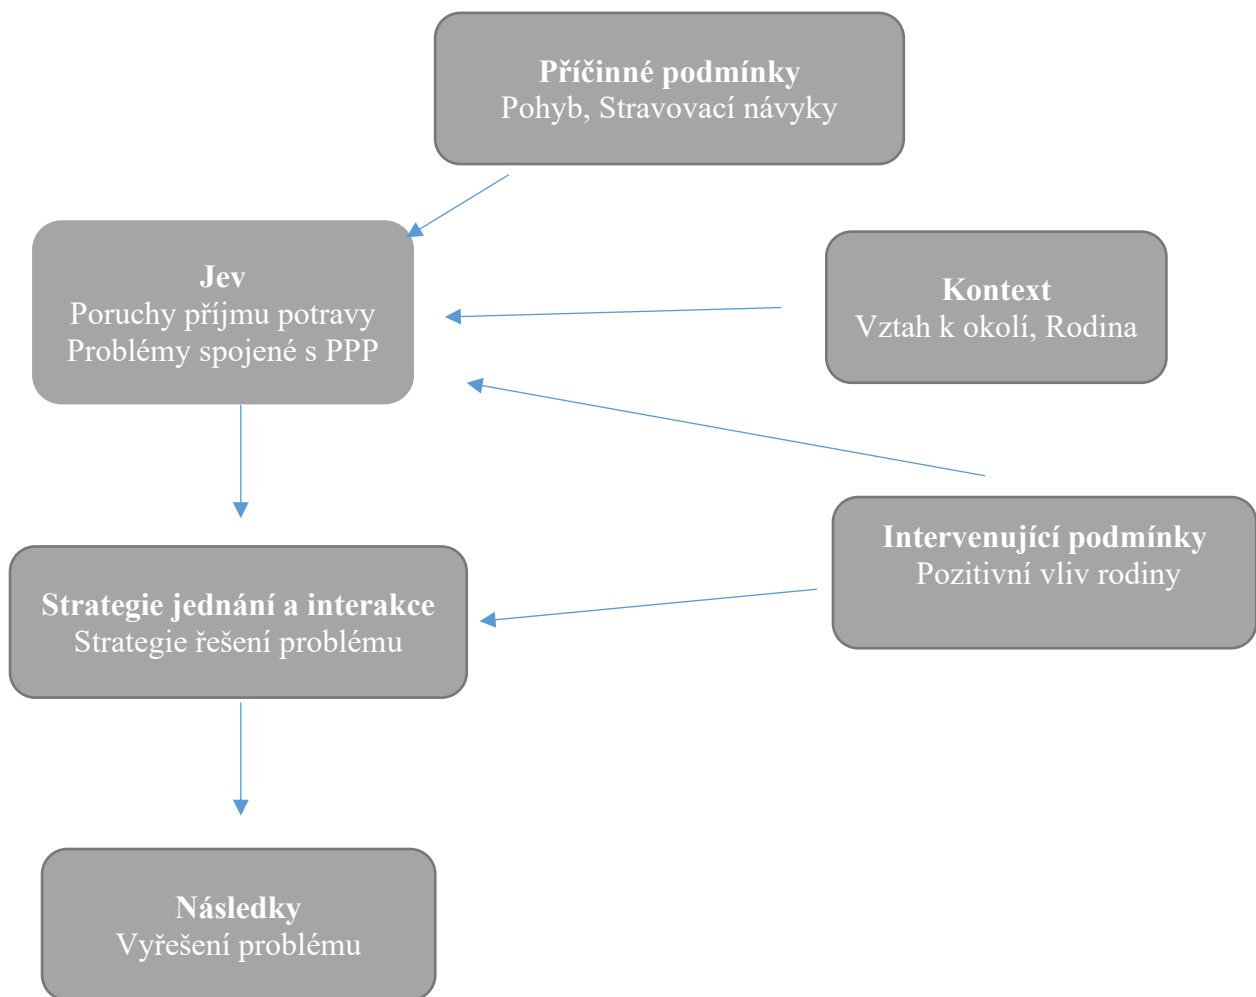 Příčinné podmínky
Pohyb, Stravovací návyky
Jev
Poruchy příjmu potravy
Problémy spojené s PPP
Kontext
Vztah k okolí, Rodina
Intervenující podmínky
Pozitivní vliv rodiny
Strategie jednání a interakce
Strategie řešení problému
Následky
Vyřešení problému